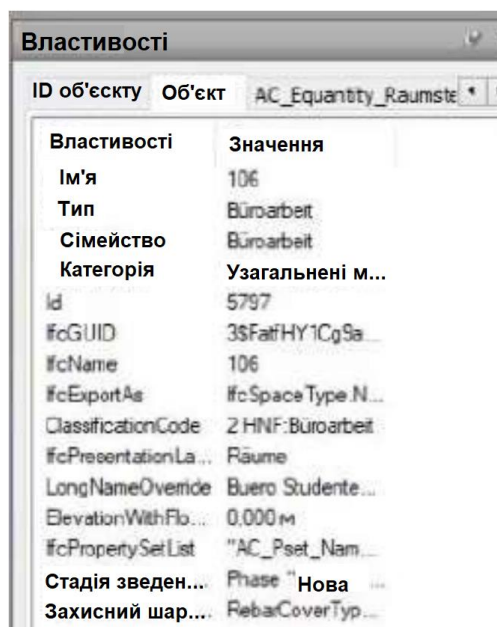 Властивості
ID об'єскту Об'єкт AC_Equantity_Raumste
Властивості Значення
Ім'я 106
Тип Büroarbeit
Сімейство Büroarbeit
Категорія Узагальнені м...
Id 5797
IfcGUID 3$FatfHY1Cg9a...
IfcName 106
IfcExportAs IfcSpaceType.N...
ClassificationCode 2 HNF:Büroarbeit
IfcPresentationLa... Räume
LongNameOverride Buero Studente...
ElevationWithFlo... 0,000 м
IfcPropertySetList "AC_Pset_Nam...
Стадія зведен... Phase "Нова ...
Захисний шар.... RebarCoverTyp...